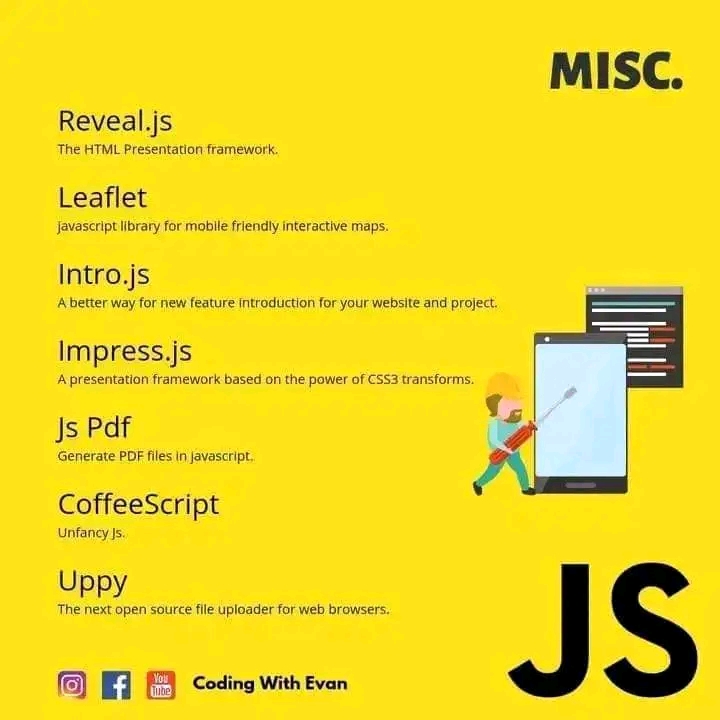 MISC.
Reveal.js
The HTML Presentation framework.
Leaflet
javascript library for mobile friendly interactive maps.
Intro.js
A better way for new feature introduction for your website and project.
Impress.js
A presentation framework based on the power of CSS3 transforms.
Js Pdf
Generate PDF files in javascript.
CoffeeScript
Unfancy Js.
Uppy
The next open source file uploader for web browsers.
You
Tube
Coding With Evan
JS